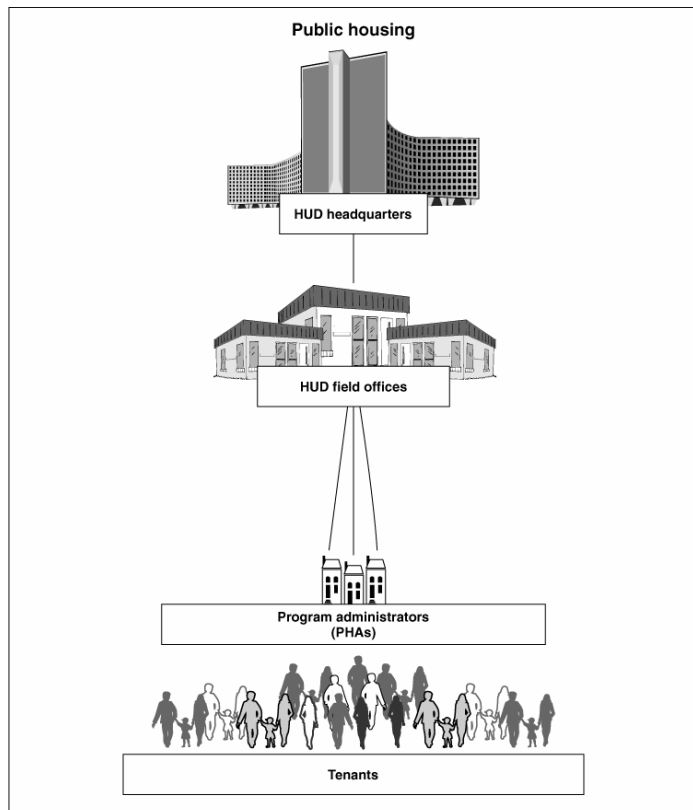 Public housing
HUD headquarters
HUD field offices
Program administrators
(PHAs)
Tenants